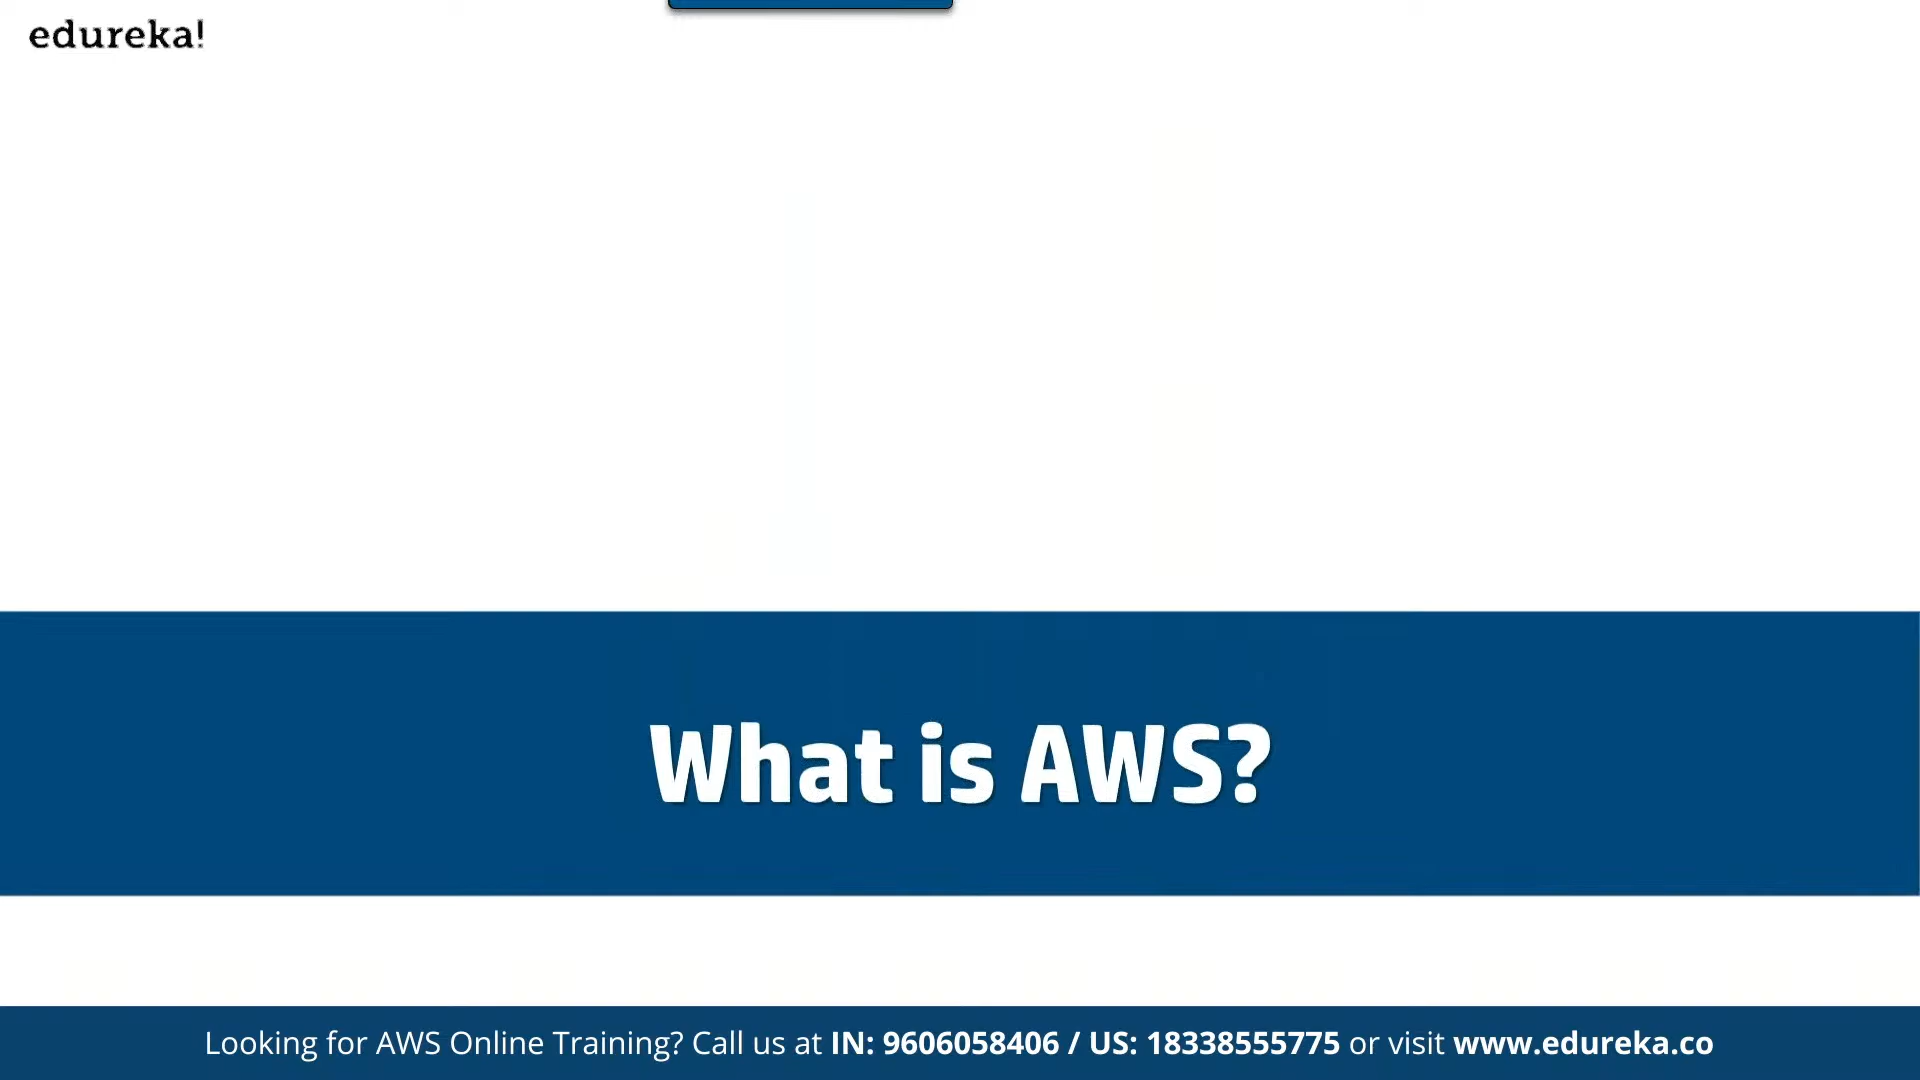 edureka!
What is AWS?
Looking for AWS Online Training? Call us at IN: 9606058406 / US: 18338555775 or visit www.edureka.co